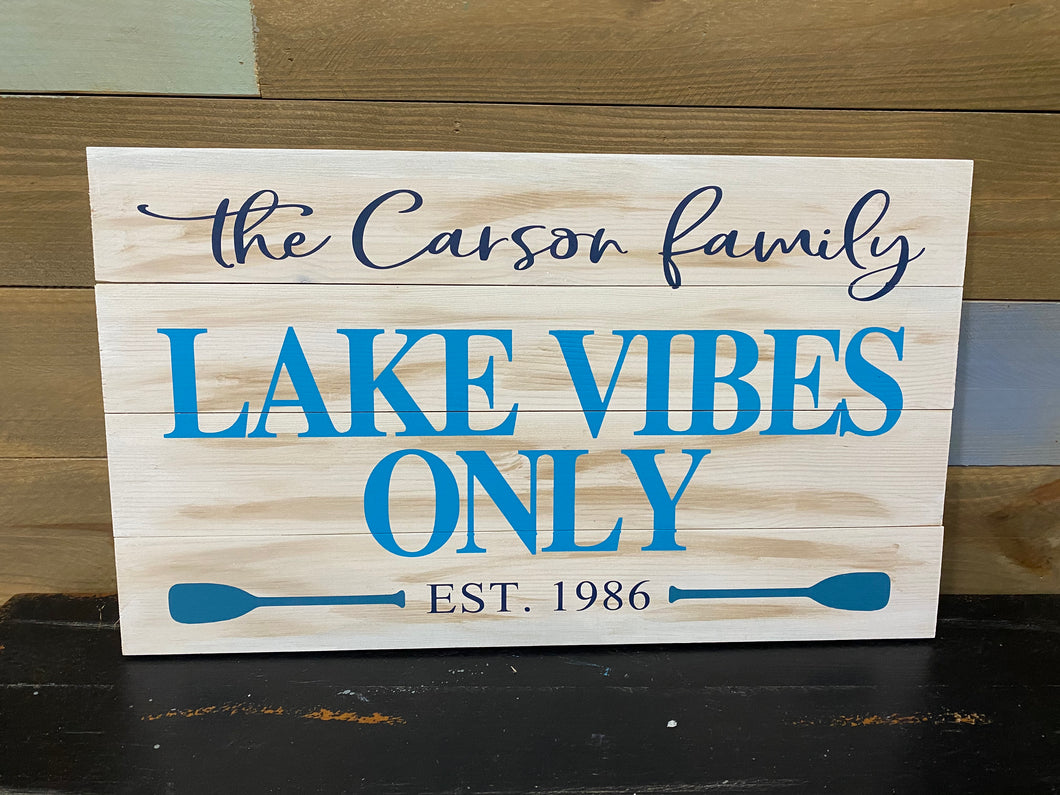 the Carson family
LAKE VIBES
ONLY
EST. 1986